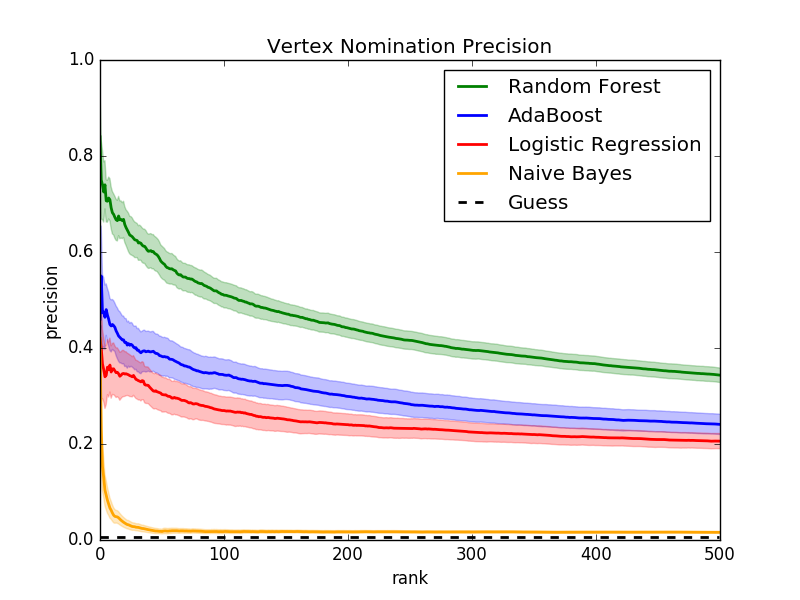 Vertex Nomination Precision
1.0
0.8
0.6
0.4
0.2
0.0
precision
Random Forest
AdaBoost
Logistic Regression
Naive Bayes
Guess
0 100 200 300 400 500
rank